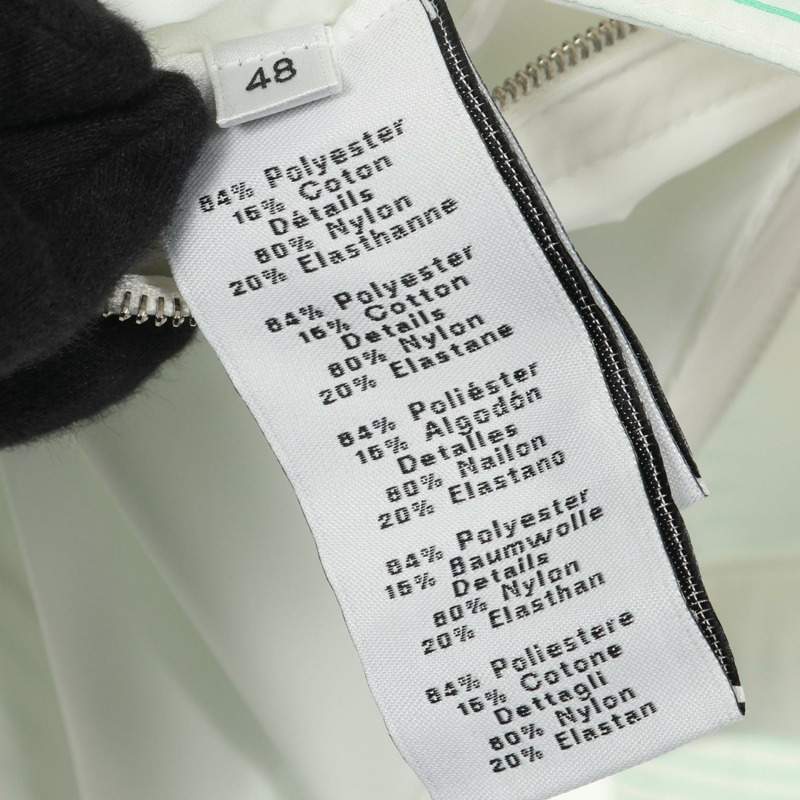 48
84% Polyester
16% Coton
Détails
80% Nylon
20% Elasthanne
84% Polyester
16% Cotton
Details
80% Nylon
20% Elastane
84% Poliéster
16% Algodón
Detalles
80% Nailon
20% Elastano
84% Polyester
16% Baumwolle
Details
80% Nylon
20% Elasthan
84% Poliestere
16% Cotone
Dettagli
80% Nylon
20% Elastan